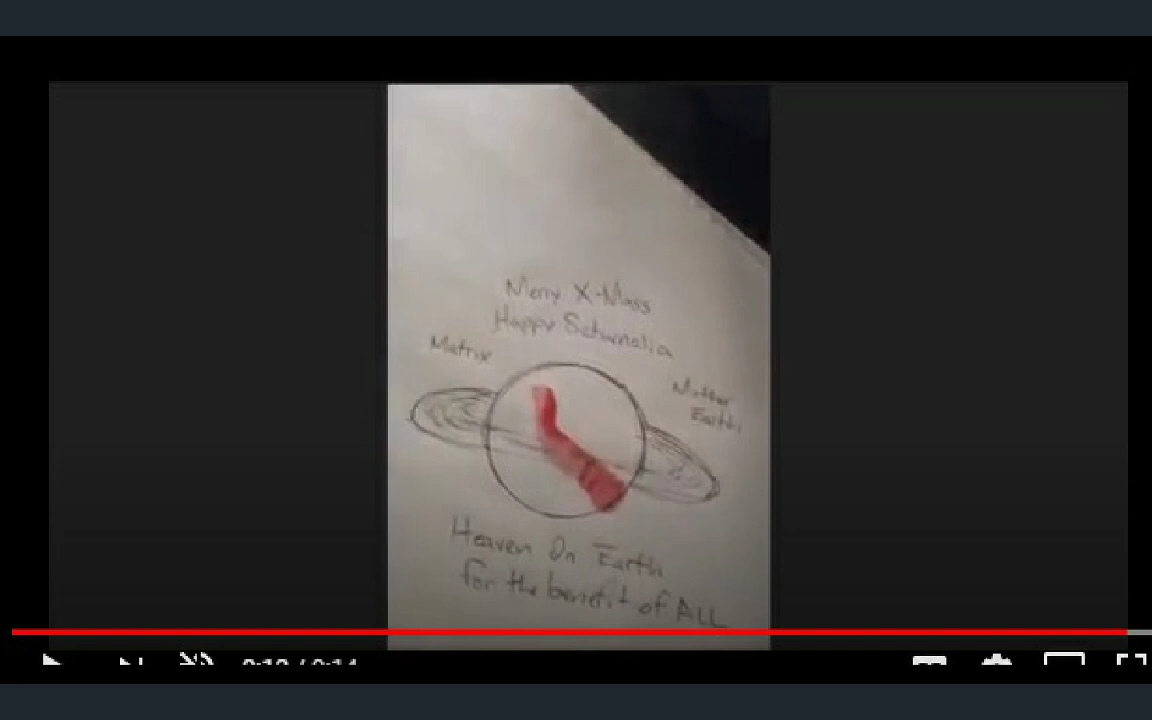 Merry X-Mass
Happy Saturnalia
Matrix
Mother
Earth
Heaven On Earth
for the benefit of ALL